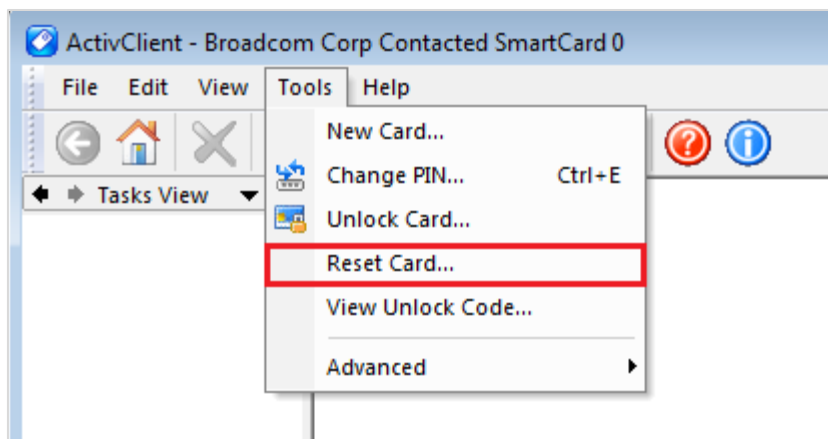 ActivClient - Broadcom Corp Contacted SmartCard 0
File Edit View Tools Help
New Card...
Change PIN... Ctrl+E
Tasks View
Unlock Card...
Reset Card...
View Unlock Code...
Advanced